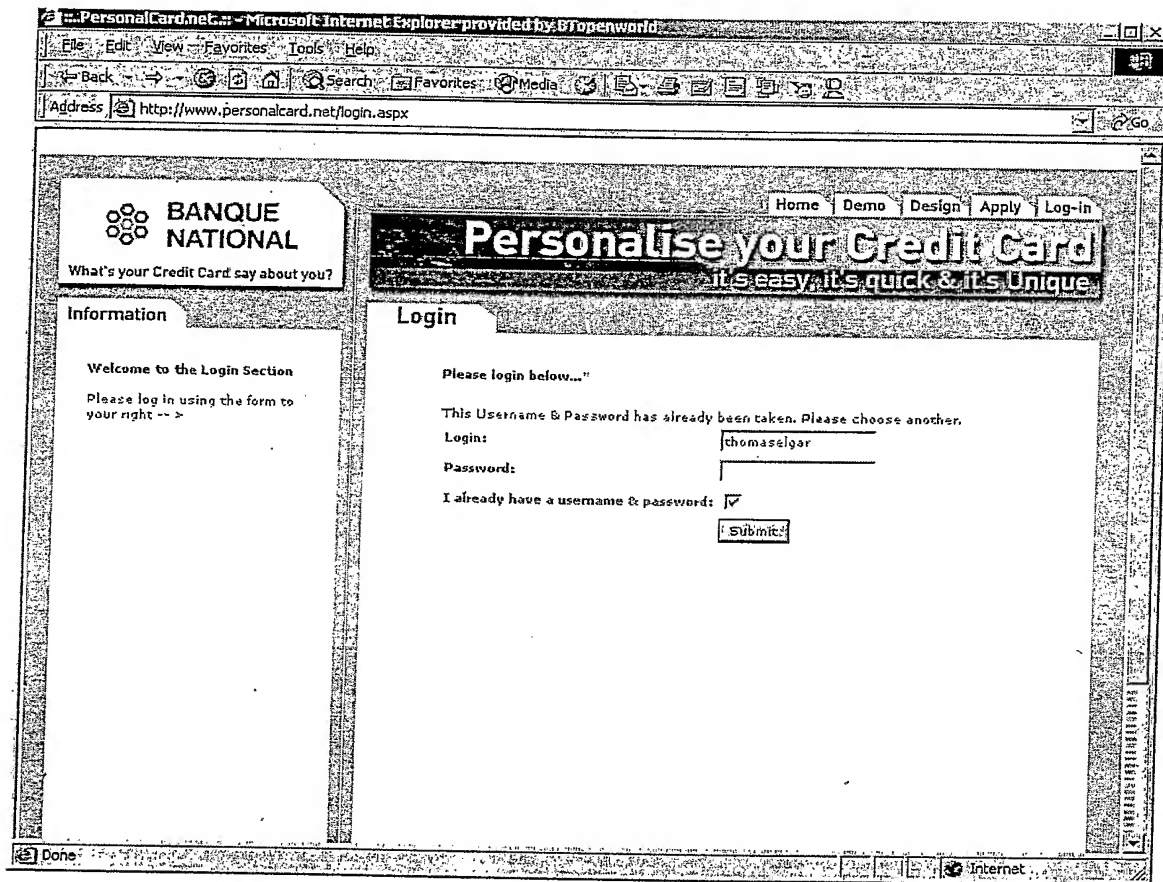 ::..PersonalCard.net..:: - Microsoft Internet Explorer provided by BTopenworld
File Edit View Favorites Tools Help
Back Search Favorites Media
Address http://www.personalcard.net/login.aspx Go
Home Demo Design Apply Log-in
BANQUE
NATIONAL
What's your Credit Card say about you?
Personalise your Credit Card
it's easy, it's quick & it's Unique
Information
Login
Welcome to the Login Section
Please log in using the form to
your right -- >
Please login below..."
This Username & Password has already been taken. Please choose another.
Login: thomaselgar
Password:
I already have a username & password:
Submit
Done Internet